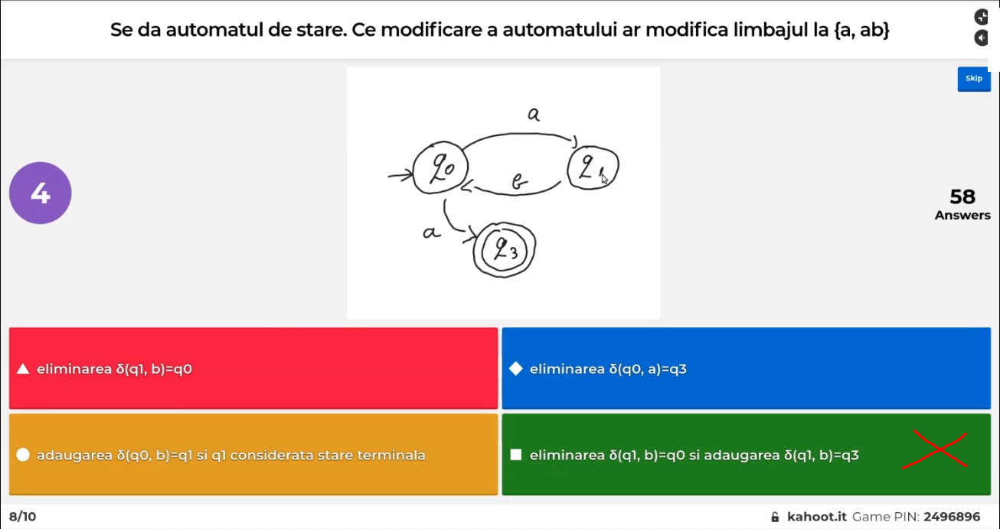 Se da automatul de stare. Ce modificare a automatului ar modifica limbajul la {a, ab}
Skip
4
a
q0
q1
b
58
Answers
a
q3
eliminarea δ(q1, b)=q0
eliminarea δ(q0, a)=q3
adaugarea δ(q0, b)=q1 si q1 considerata stare terminala
eliminarea δ(q1, b)=q0 si adaugarea δ(q1, b)=q3
8/10
kahoot.it Game PIN: 2496896